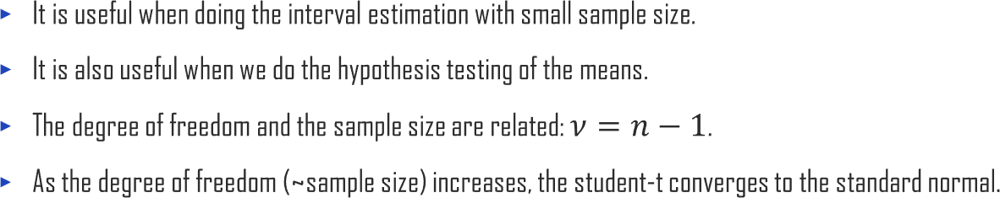 ▸ It is useful when doing the interval estimation with small sample size.
▸ It is also useful when we do the hypothesis testing of the means.
▸ The degree of freedom and the sample size are related: ν = n − 1.
▸ As the degree of freedom (~sample size) increases, the student-t converges to the standard normal.